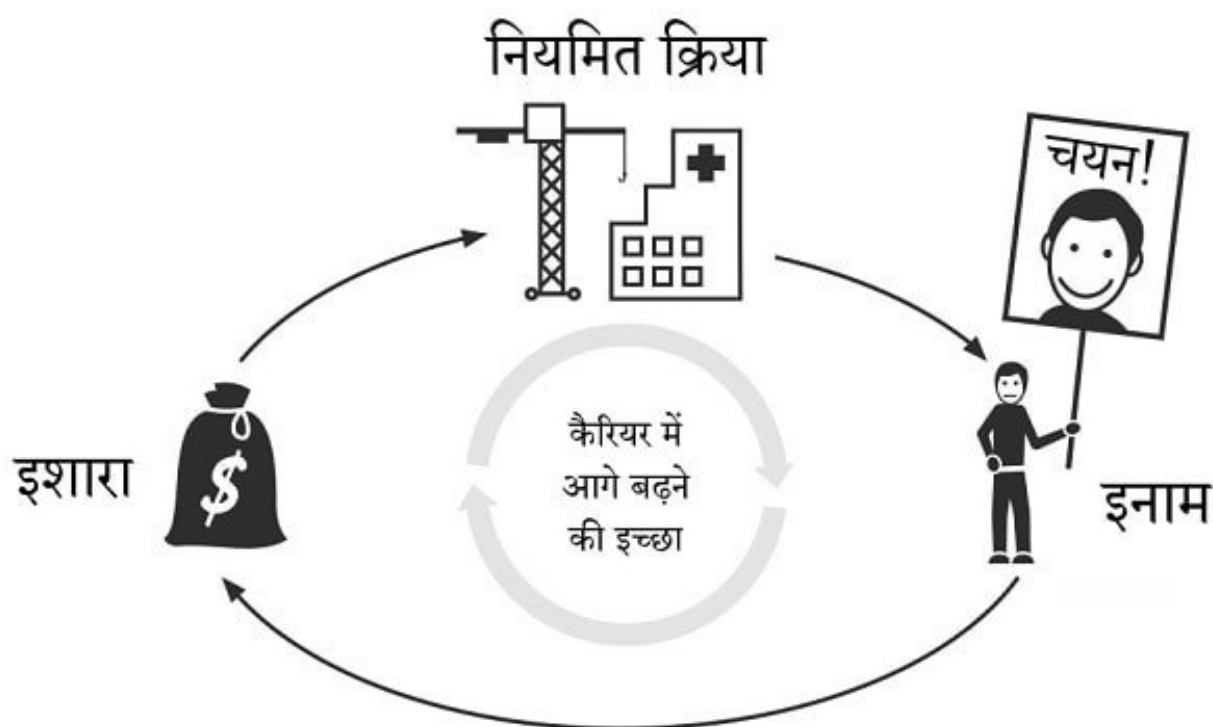 नियमित क्रिया
चयन!
इशारा
$
कैरियर में
आगे बढ़ने
की इच्छा
इनाम